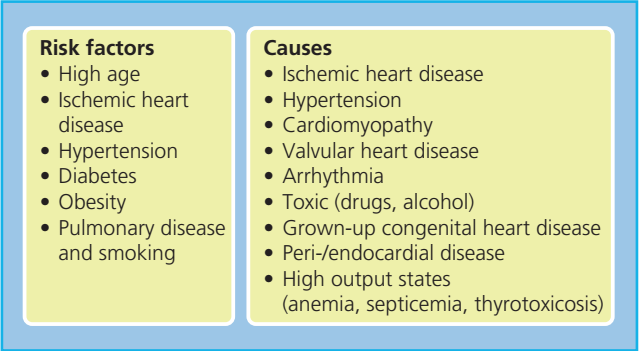 Risk factors
• High age
• Ischemic heart
disease
• Hypertension
• Diabetes
• Obesity
• Pulmonary disease
and smoking
Causes
• Ischemic heart disease
• Hypertension
• Cardiomyopathy
• Valvular heart disease
• Arrhythmia
• Toxic (drugs, alcohol)
• Grown-up congenital heart disease
• Peri-/endocardial disease
• High output states
(anemia, septicemia, thyrotoxicosis)